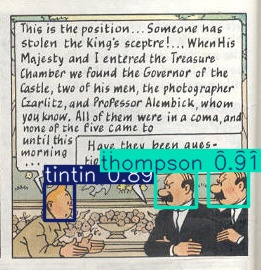 This is the position... Someone has
stolen the King's sceptre!... When His
Majesty and I entered the Treasure
Chamber we found the Governor of the
Castle, two of his men, the photographer
Czarlitz, and Professor Alembick, whom
you know. All of them were in a coma, and
none of the five came to
until this
morning
...
Have they been ques-
thompson 0.91
tintin 0.89